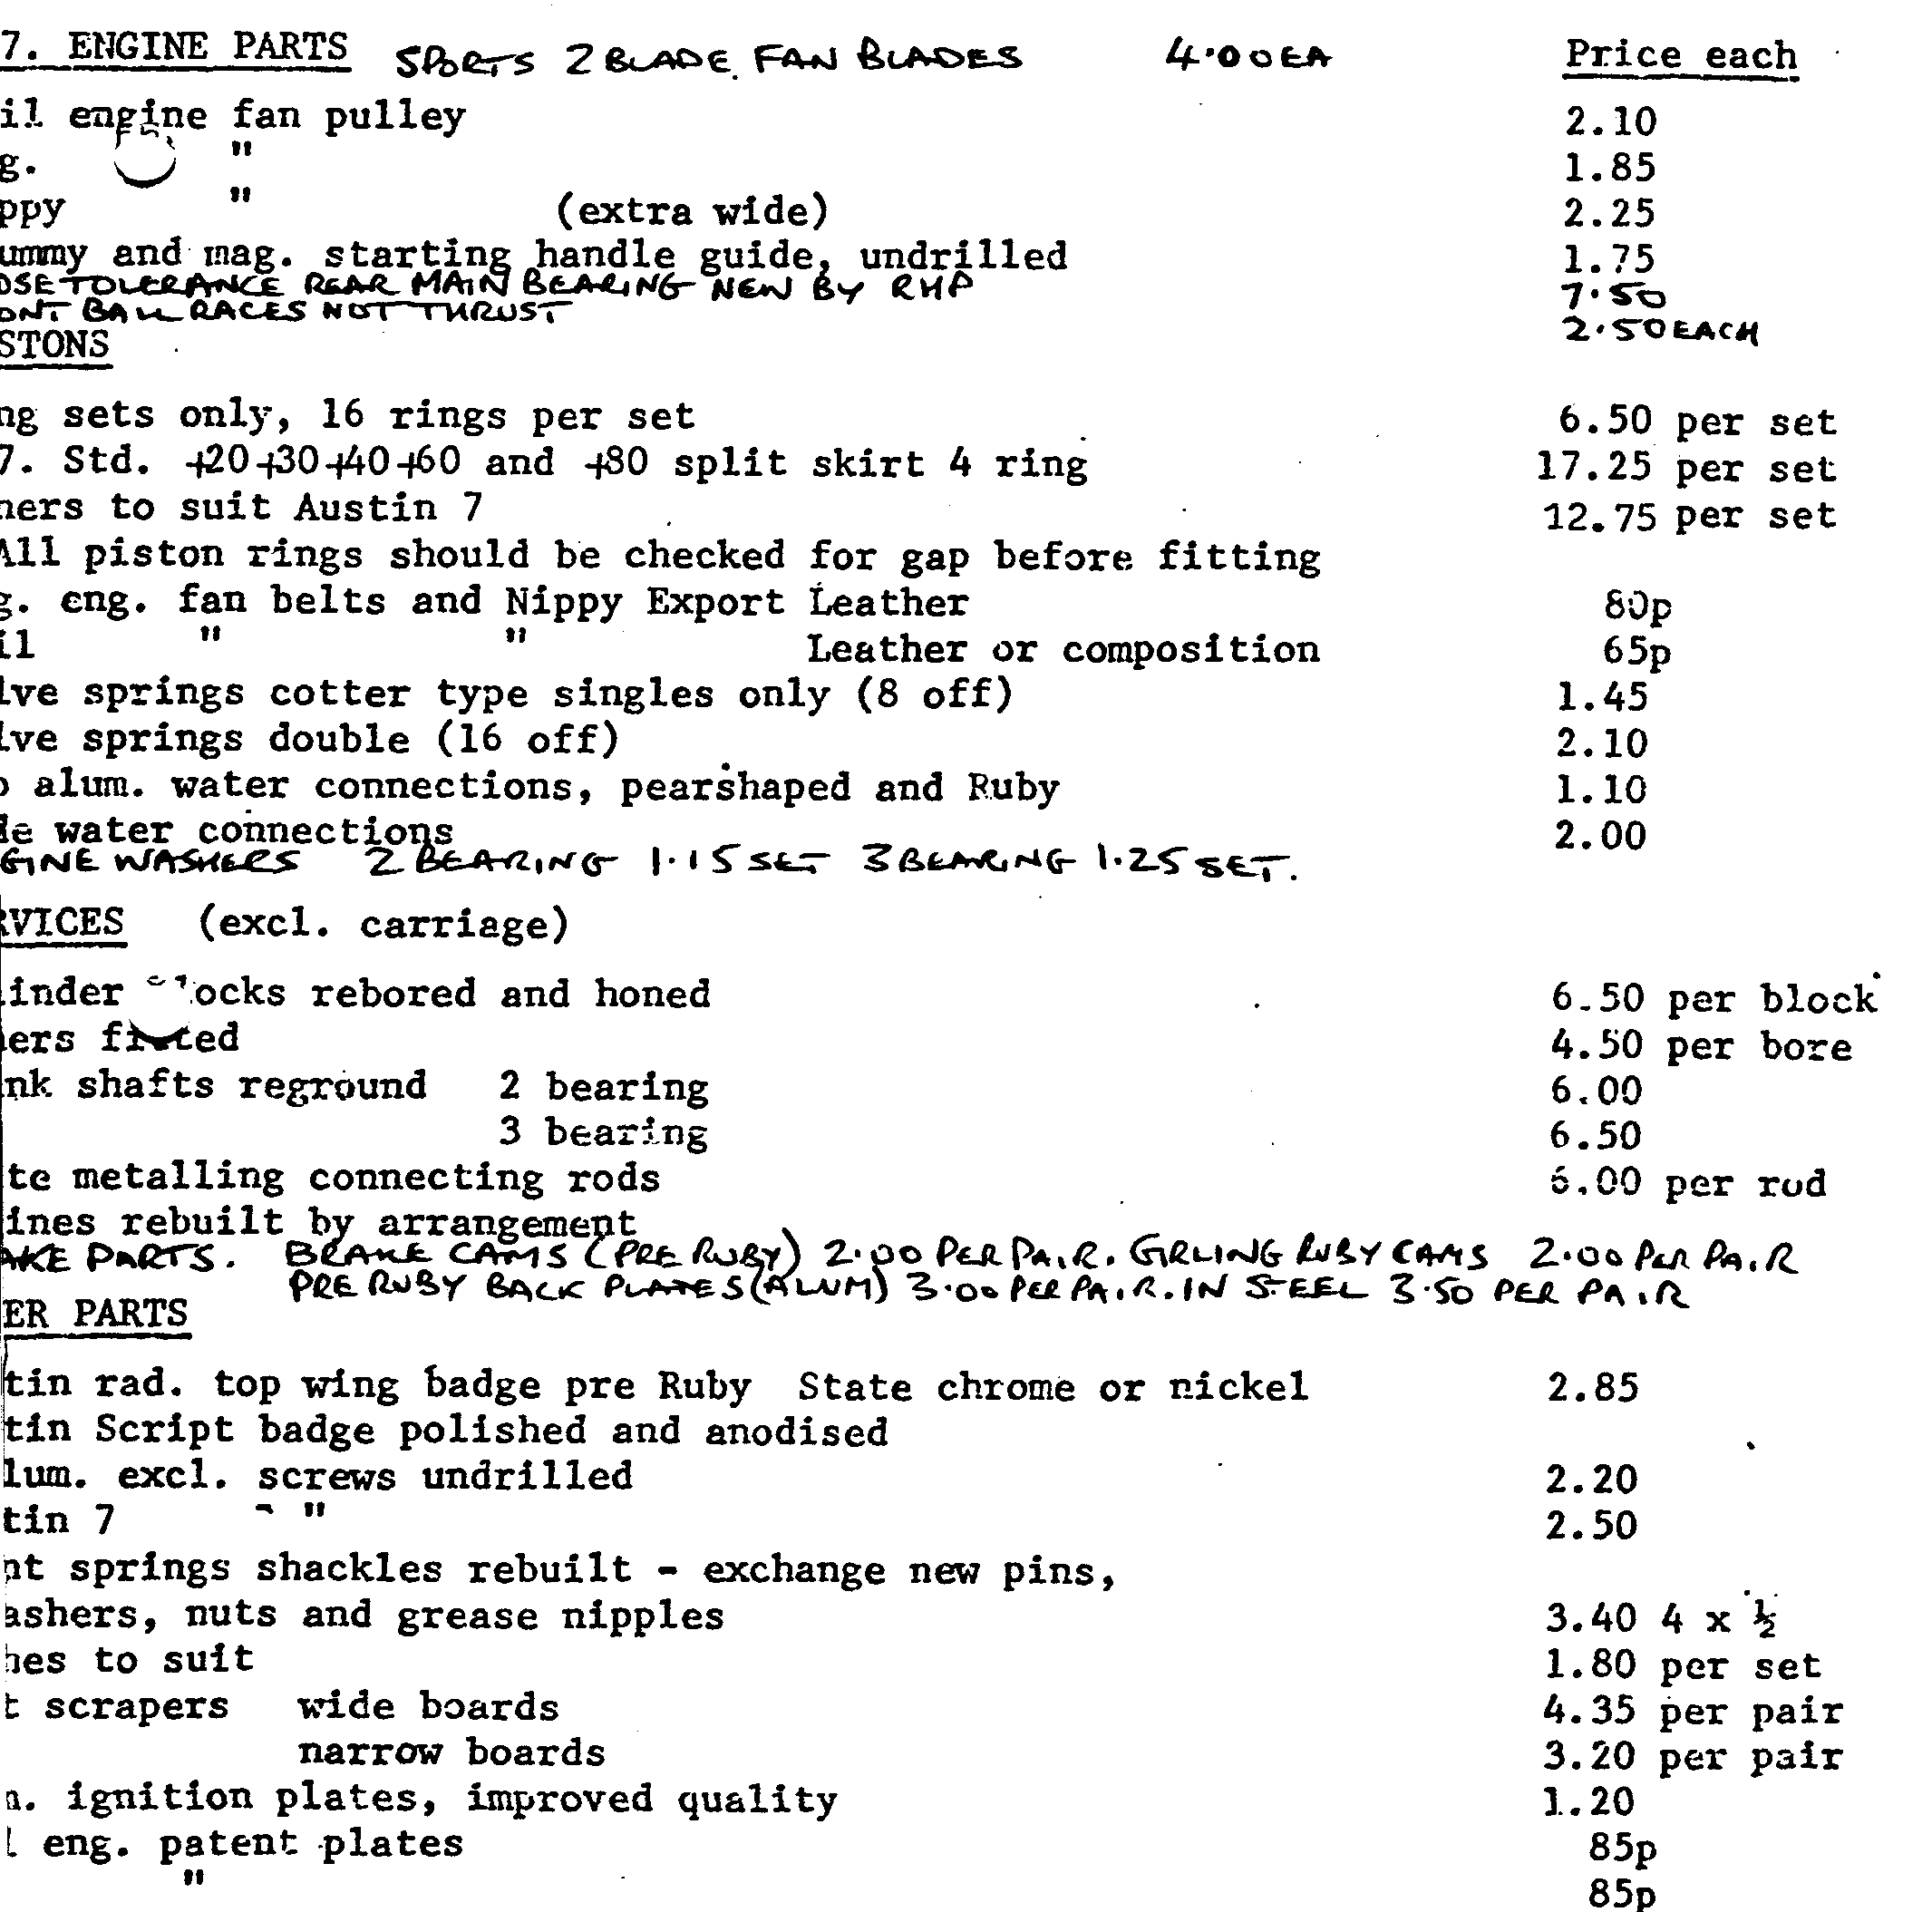 7. ENGINE PARTS SPORTS 2 BLADE FAN BLADES 4.00 EA Price each
il engine fan pulley 2.10
g. " 1.85
ppy " (extra wide) 2.25
ummy and mag. starting handle guide, undrilled 1.75
OSE TOLERANCE REAR MAIN BEARING NEW BY RHP 7.50
ONT BALL RACES NOT THRUST 2.50 EACH
STONS
ng sets only, 16 rings per set 6.50 per set
7. Std. +20+30+40+60 and +80 split skirt 4 ring 17.25 per set
ners to suit Austin 7 12.75 per set
All piston rings should be checked for gap before fitting
g. eng. fan belts and Nippy Export Leather 80p
il " " Leather or composition 65p
lve springs cotter type singles only (8 off) 1.45
lve springs double (16 off) 2.10
o alum. water connections, pearshaped and Ruby 1.10
de water connections 2.00
GINE WASHERS 2 BEARING 1.15 SET 3 BEARING 1.25 SET.
RVICES (excl. carriage)
inder locks rebored and honed 6.50 per block
ers fitted 4.50 per bore
nk shafts reground 2 bearing 6.00
3 bearing 6.50
te metalling connecting rods 6.00 per rod
ines rebuilt by arrangement
AKE PARTS. BRAKE CAMS (PRE RUBY) 2.00 PER PAIR. GIRLING RUBY CAMS 2.00 PER PAIR
PRE RUBY BACK PLATES (ALUM) 3.00 PER PAIR. IN STEEL 3.50 PER PAIR
ER PARTS
tin rad. top wing badge pre Ruby State chrome or nickel 2.85
tin Script badge polished and anodised
lum. excl. screws undrilled 2.20
tin 7 " 2.50
nt springs shackles rebuilt - exchange new pins,
ashers, nuts and grease nipples 3.40 4 x ½
hes to suit 1.80 per set
t scrapers wide boards 4.35 per pair
narrow boards 3.20 per pair
n. ignition plates, improved quality 1.20
l eng. patent plates 85p
" 85p